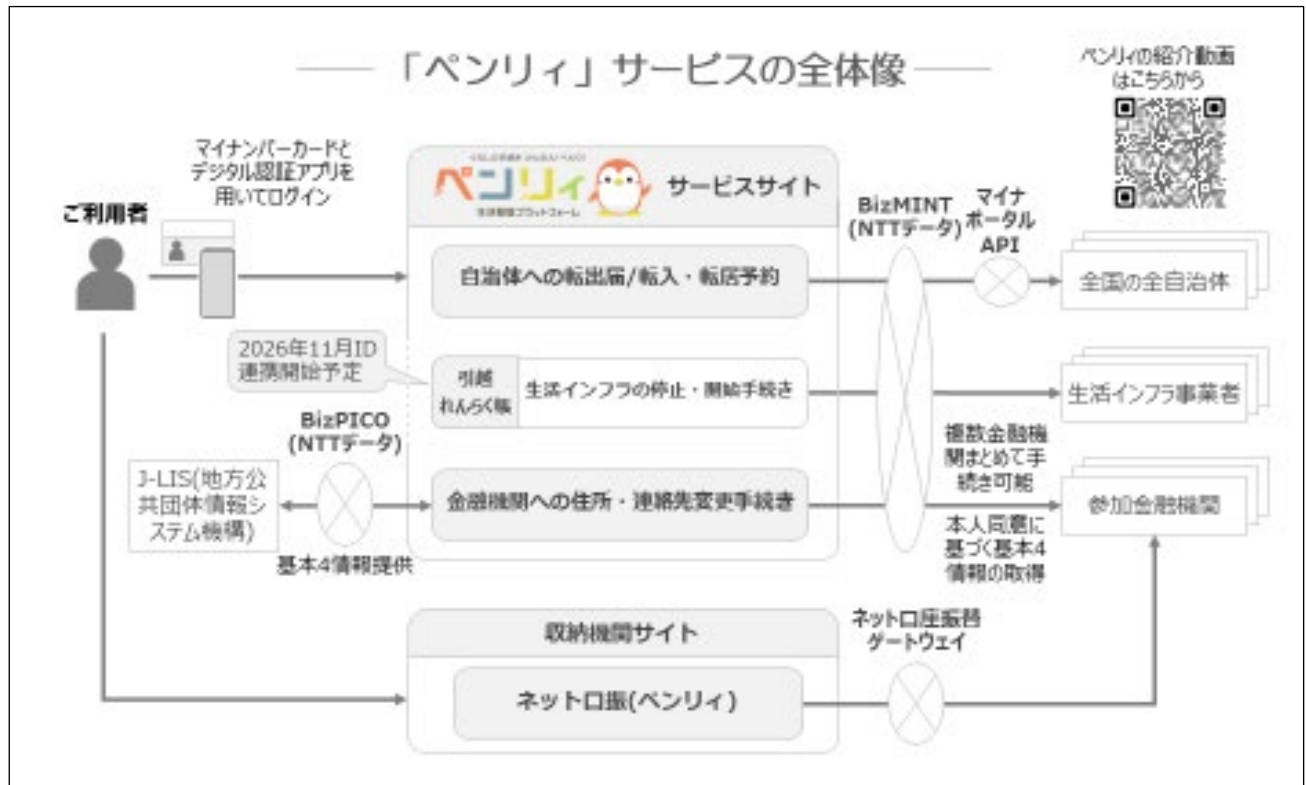 「ペンリィ」サービスの全体像
ペンリィの紹介動画
はこちらから
マイナンバーカードと
デジタル認証アプリを
用いてログイン
ご利用者
ペンリィ
生活基盤プラットフォーム
サービスサイト
BizMINT
(NTTデータ)
マイナ
ポータル
API
自治体への転出届/転入・転居予約
全国の全自治体
2026年11月ID
連携開始予定
引越
れんらく帳
生活インフラの停止・開始手続き
生活インフラ事業者
BizPICO
(NTTデータ)
J-LIS(地方公
共団体情報シ
ステム機構)
金融機関への住所・連絡先変更手続き
基本4情報提供
複数金融機
関まとめて手
続き可能
参加金融機関
本人同意に
基づく基本4
情報の取得
収納機関サイト
ネット口振(ペンリィ)
ネット口座振替
ゲートウェイ